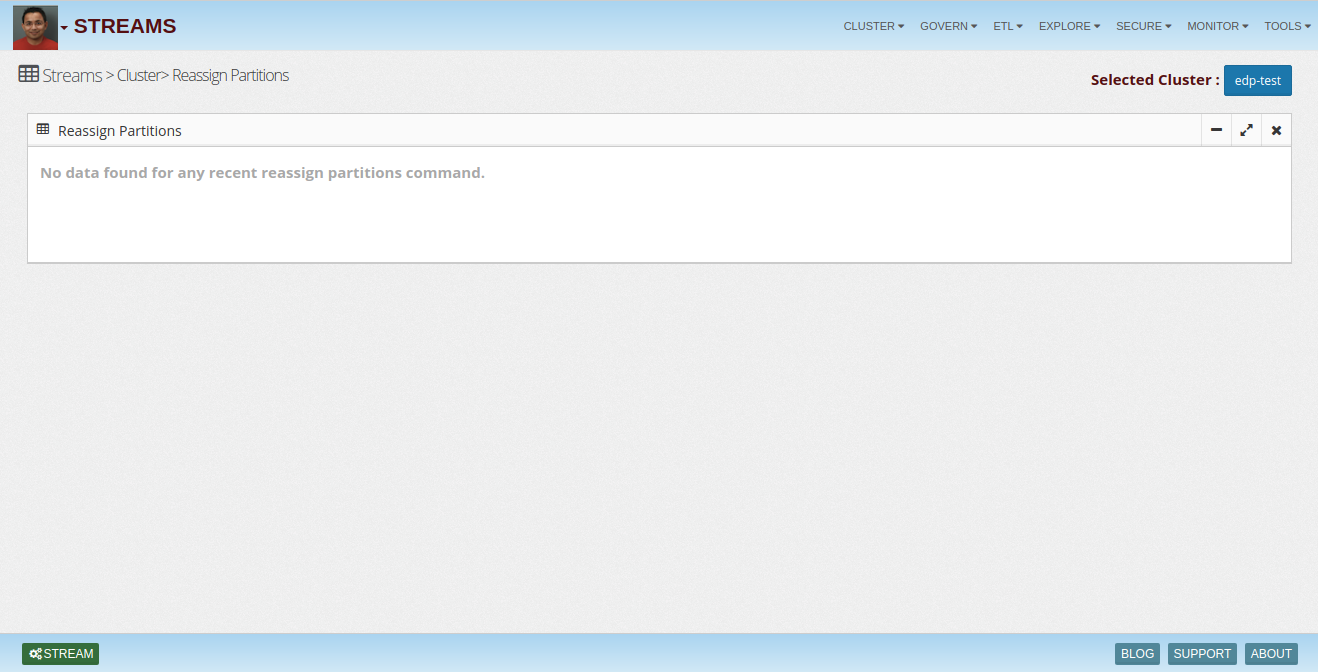 STREAMS
CLUSTER GOVERN ETL EXPLORE SECURE MONITOR TOOLS
Streams > Cluster> Reassign Partitions
Selected Cluster : edp-test
Reassign Partitions
No data found for any recent reassign partitions command.
STREAM
BLOG SUPPORT ABOUT